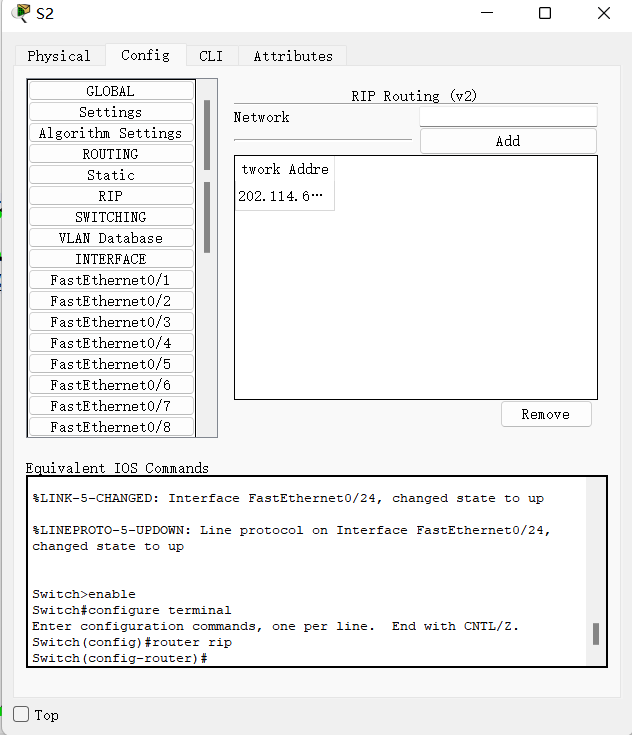 S2
Physical
Config
CLI
Attributes
GLOBAL
Settings
Algorithm Settings
ROUTING
Static
RIP
SWITCHING
VLAN Database
INTERFACE
FastEthernet0/1
FastEthernet0/2
FastEthernet0/3
FastEthernet0/4
FastEthernet0/5
FastEthernet0/6
FastEthernet0/7
FastEthernet0/8
RIP Routing (v2)
Network
Add
twork Addre
202.114.6…
Remove
Equivalent IOS Commands
%LINK-5-CHANGED: Interface FastEthernet0/24, changed state to up
%LINEPROTO-5-UPDOWN: Line protocol on Interface FastEthernet0/24,
changed state to up
Switch>enable
Switch#configure terminal
Enter configuration commands, one per line.  End with CNTL/Z.
Switch(config)#router rip
Switch(config-router)#
Top